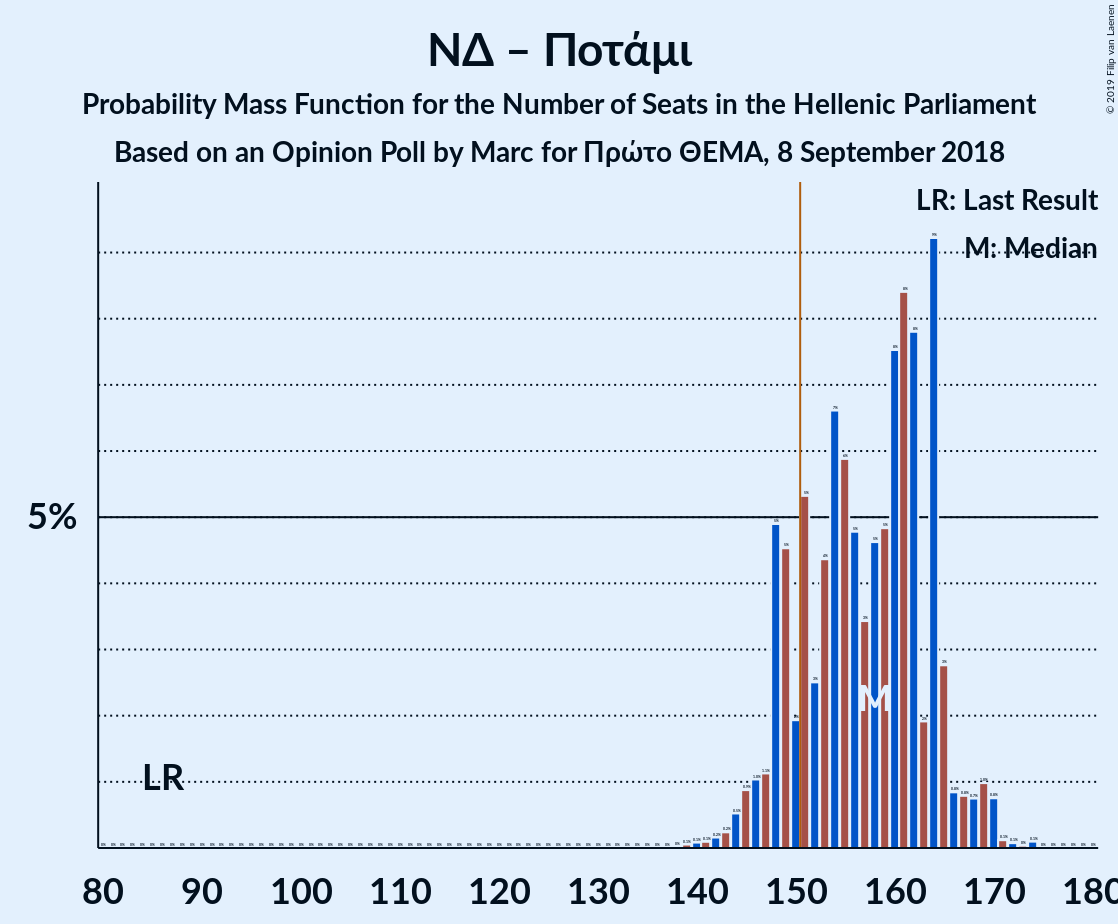 ΝΔ – Ποτάμι
Probability Mass Function for the Number of Seats in the Hellenic Parliament
Based on an Opinion Poll by Marc for Πρώτο ΘΕΜΑ, 8 September 2018
© 2019 Filip van Laenen
LR: Last Result
M: Median
5%
LR
M
80 90 100 110 120 130 140 150 160 170 180